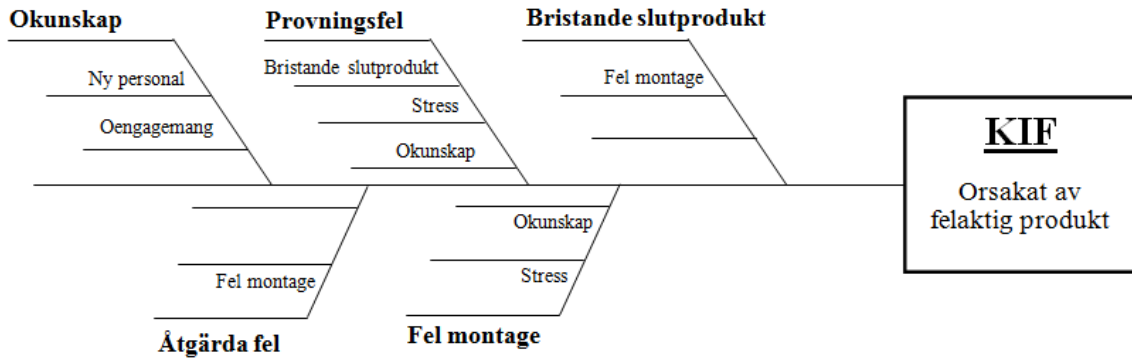 Okunskap
Provningsfel
Bristande slutprodukt
Ny personal
Oengagemang
Bristande slutprodukt
Stress
Okunskap
Fel montage
KIF
Orsakat av
felaktig produkt
Fel montage
Åtgärda fel
Okunskap
Stress
Fel montage